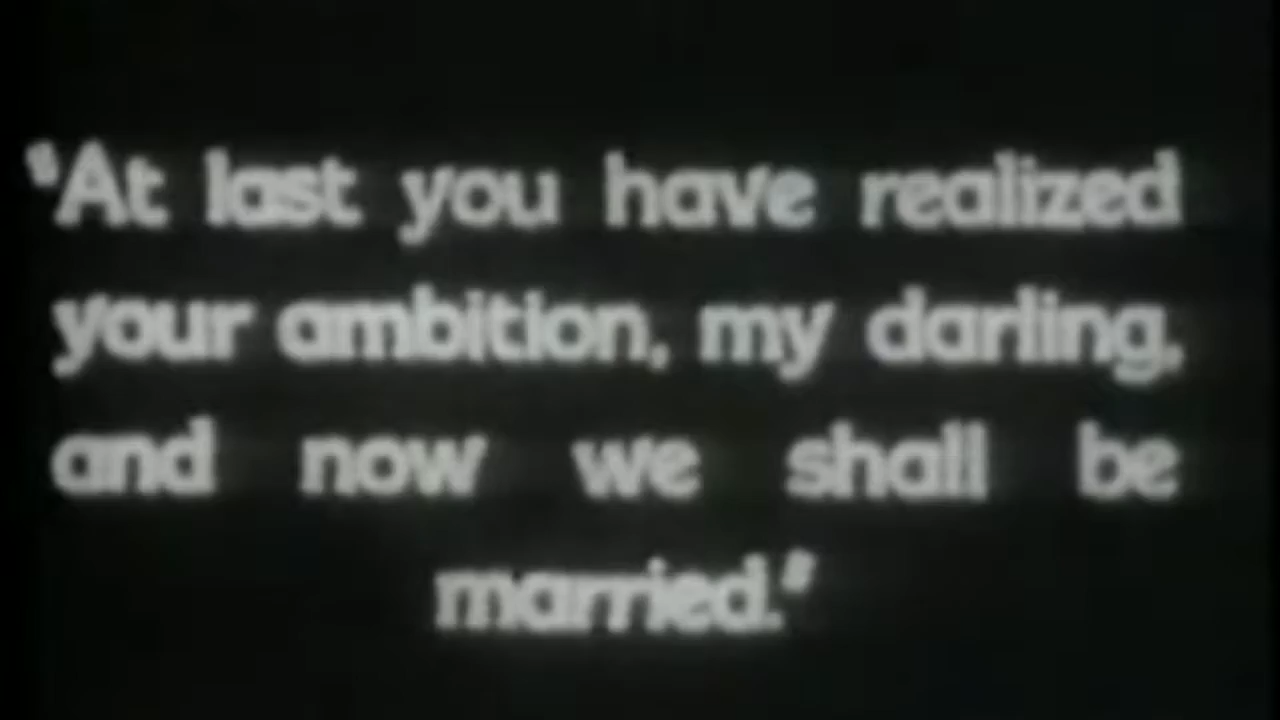 "At last you have realized
your ambition, my darling,
and now we shall be
married."